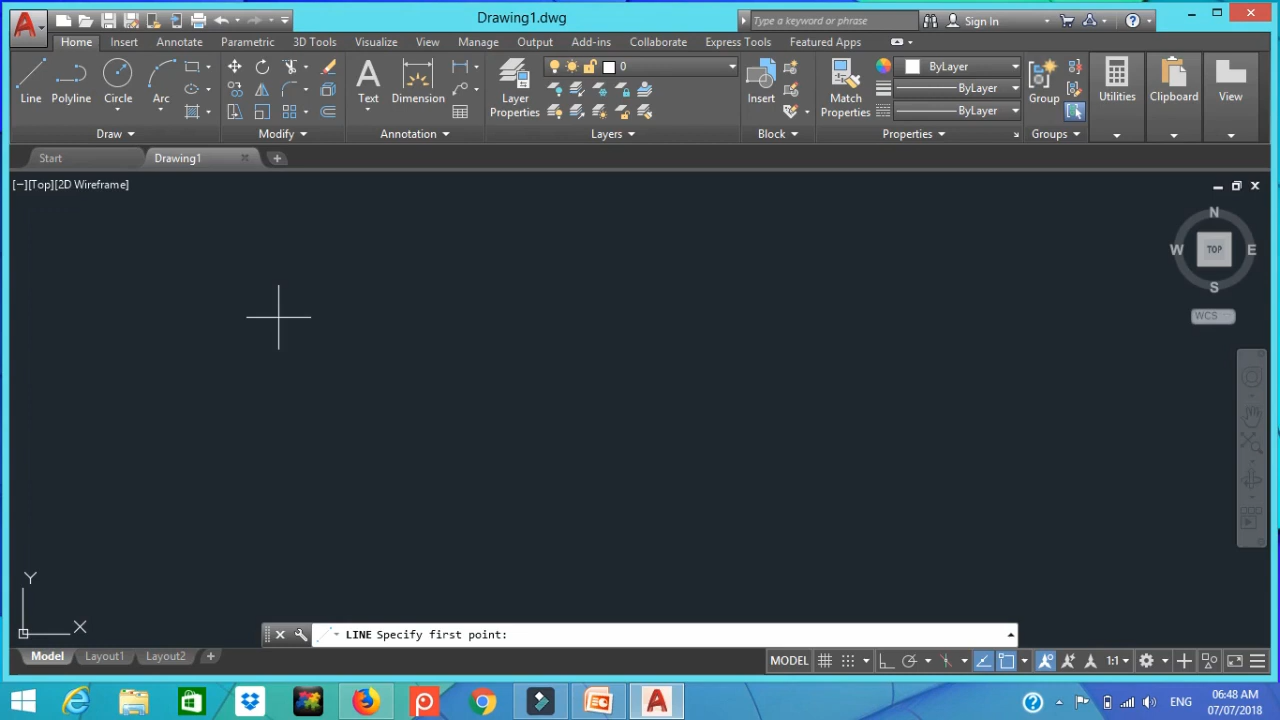 Drawing1.dwg
Type a keyword or phrase
Sign In
Home Insert Annotate Parametric 3D Tools Visualize View Manage Output Add-ins Collaborate Express Tools Featured Apps
0
ByLayer
ByLayer
ByLayer
Line Polyline Circle Arc Text Dimension Layer Properties Insert Match Properties Group Utilities Clipboard View
Draw Modify Annotation Layers Block Properties Groups
Start Drawing1
[−][Top][2D Wireframe]
N
W TOP E
S
WCS
Y
X
LINE Specify first point:
Model Layout1 Layout2
MODEL 1:1
ENG
06:48 AM
07/07/2018